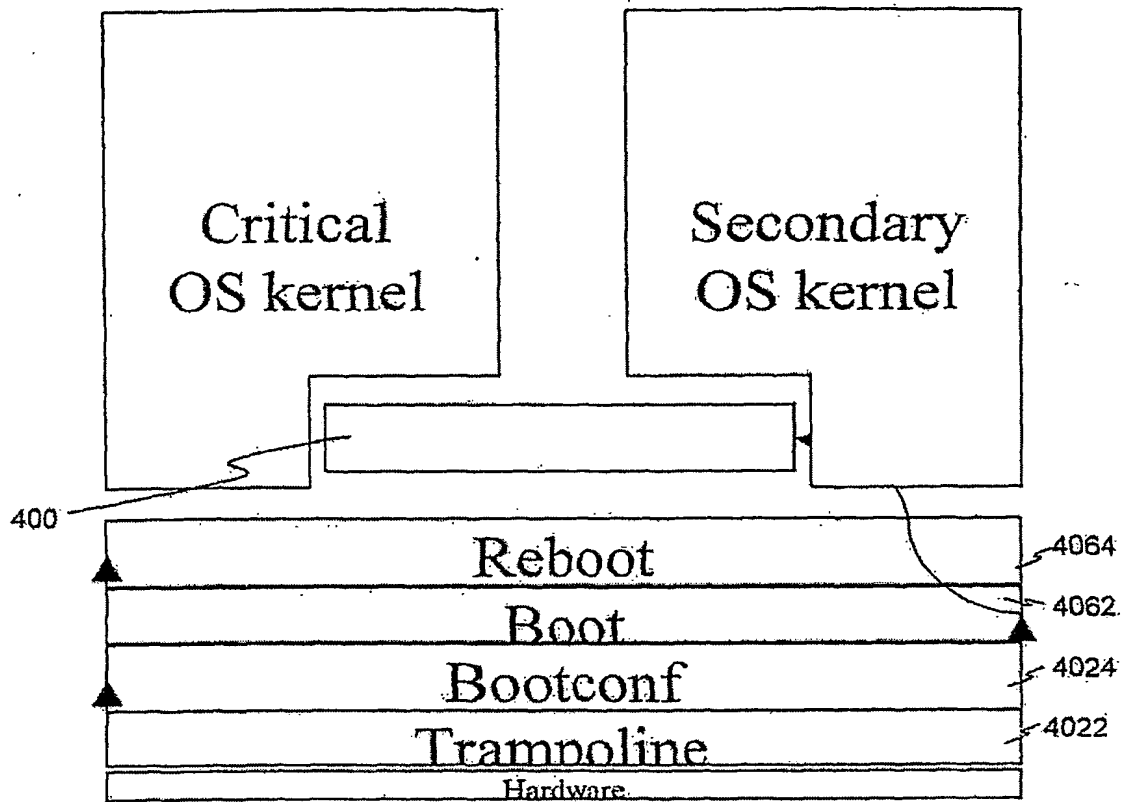 Critical
OS kernel
Secondary
OS kernel
400
Reboot
4064
Boot
4062
Bootconf
4024
Trampoline
4022
Hardware